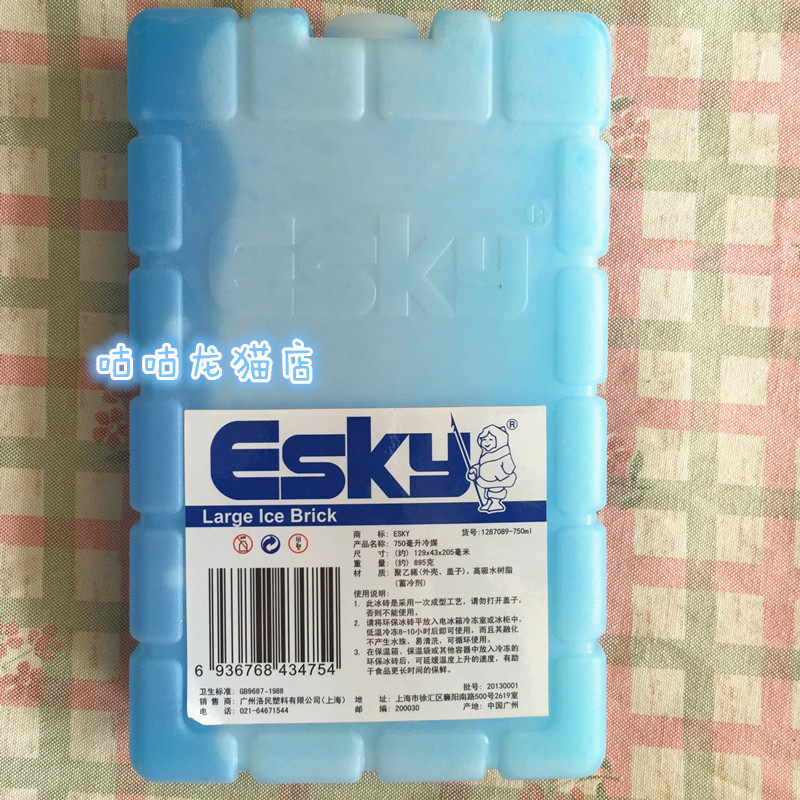 Esky®
咕咕龙猫店
Esky®
Large Ice Brick
商 标: ESKY 货号:1287089-750ml
产品名称: 750毫升冷媒
尺 寸: (约) 129x43x205毫米
重 量: (约) 895克
材 质: 聚乙稀(外壳、盖子), 高吸水树脂
(蓄冷剂)
使用说明:
1. 此冰砖是采用一次成型工艺, 请勿打开盖子,
否则不能使用。
2. 请将环保冰砖平放入电冰箱冷冻室或冰柜中,
低温冷冻8-10小时后即可使用, 而且其融化
不产生水珠, 易清洗, 可循环使用。
3. 在保温箱、保温袋或其他容器中放入冷冻的
环保冰砖后, 可延缓温度上升的速度, 有助
于食品更长时间的保鲜。
6 936768 434754
卫生标准: GB9687-1988 批号: 20130001
销 售 商: 广州洛民塑料有限公司(上海) 地 址: 上海市徐汇区襄阳南路500号2619室
电 话: 021-64671544 邮 编: 200030 产地: 中国广州